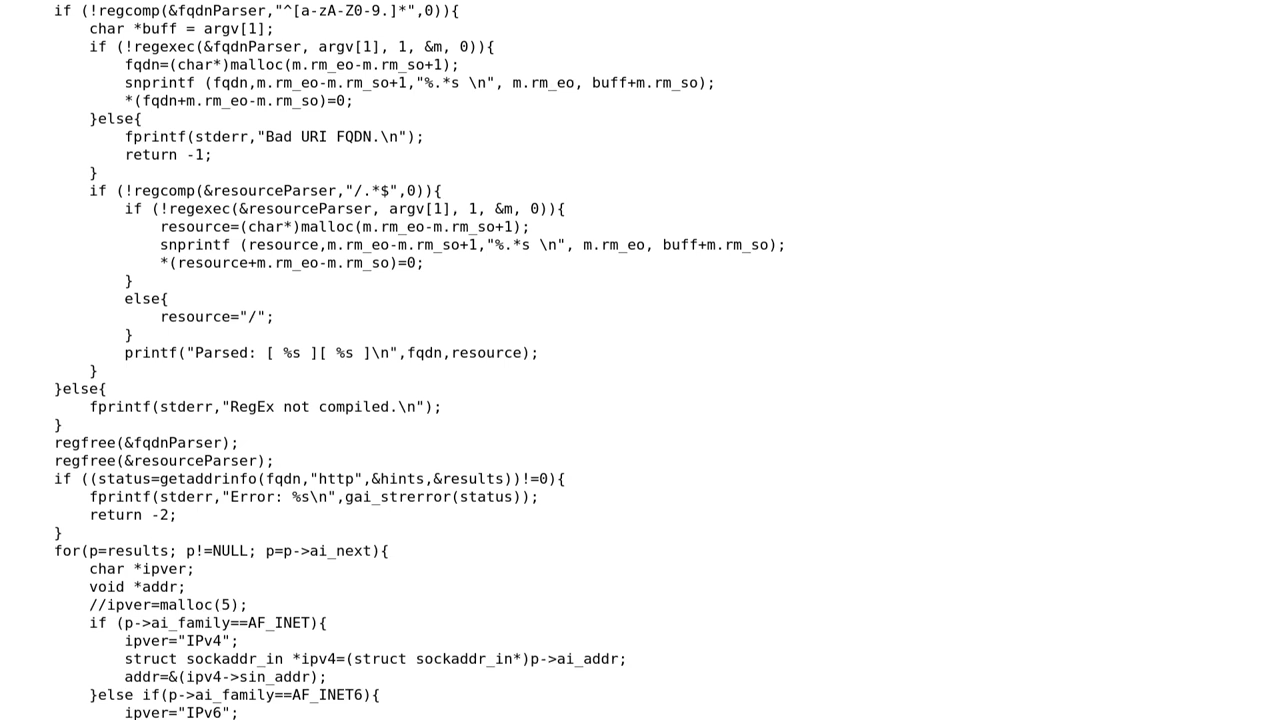 if (!regcomp(&fqdnParser,"^[a-zA-Z0-9.]*",0)){
char *buff = argv[1];
if (!regexec(&fqdnParser, argv[1], 1, &m, 0)){
fqdn=(char*)malloc(m.rm_eo-m.rm_so+1);
snprintf (fqdn,m.rm_eo-m.rm_so+1,"%.*s \n", m.rm_eo, buff+m.rm_so);
*(fqdn+m.rm_eo-m.rm_so)=0;
}else{
fprintf(stderr,"Bad URI FQDN.\n");
return -1;
}
if (!regcomp(&resourceParser,"/.*$",0)){
if (!regexec(&resourceParser, argv[1], 1, &m, 0)){
resource=(char*)malloc(m.rm_eo-m.rm_so+1);
snprintf (resource,m.rm_eo-m.rm_so+1,"%.*s \n", m.rm_eo, buff+m.rm_so);
*(resource+m.rm_eo-m.rm_so)=0;
}
else{
resource="/";
}
printf("Parsed: [ %s ][ %s ]\n",fqdn,resource);
}
}else{
fprintf(stderr,"RegEx not compiled.\n");
}
regfree(&fqdnParser);
regfree(&resourceParser);
if ((status=getaddrinfo(fqdn,"http",&hints,&results))!=0){
fprintf(stderr,"Error: %s\n",gai_strerror(status));
return -2;
}
for(p=results; p!=NULL; p=p->ai_next){
char *ipver;
void *addr;
//ipver=malloc(5);
if (p->ai_family==AF_INET){
ipver="IPv4";
struct sockaddr_in *ipv4=(struct sockaddr_in*)p->ai_addr;
addr=&(ipv4->sin_addr);
}else if(p->ai_family==AF_INET6){
ipver="IPv6";